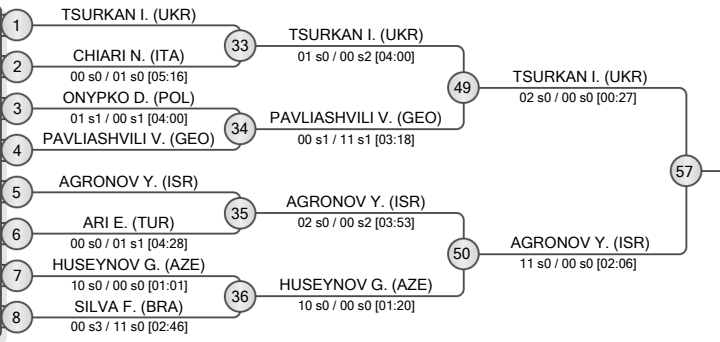 1
TSURKAN I. (UKR)
2
CHIARI N. (ITA)
00 s0 / 01 s0 [05:16]
33
TSURKAN I. (UKR)
01 s0 / 00 s2 [04:00]
3
ONYPKO D. (POL)
01 s1 / 00 s1 [04:00]
4
PAVLIASHVILI V. (GEO)
34
PAVLIASHVILI V. (GEO)
00 s1 / 11 s1 [03:18]
49
TSURKAN I. (UKR)
02 s0 / 00 s0 [00:27]
5
AGRONOV Y. (ISR)
6
ARI E. (TUR)
00 s0 / 01 s1 [04:28]
35
AGRONOV Y. (ISR)
02 s0 / 00 s2 [03:53]
7
HUSEYNOV G. (AZE)
10 s0 / 00 s0 [01:01]
8
SILVA F. (BRA)
00 s3 / 11 s0 [02:46]
36
HUSEYNOV G. (AZE)
10 s0 / 00 s0 [01:20]
50
AGRONOV Y. (ISR)
11 s0 / 00 s0 [02:06]
57